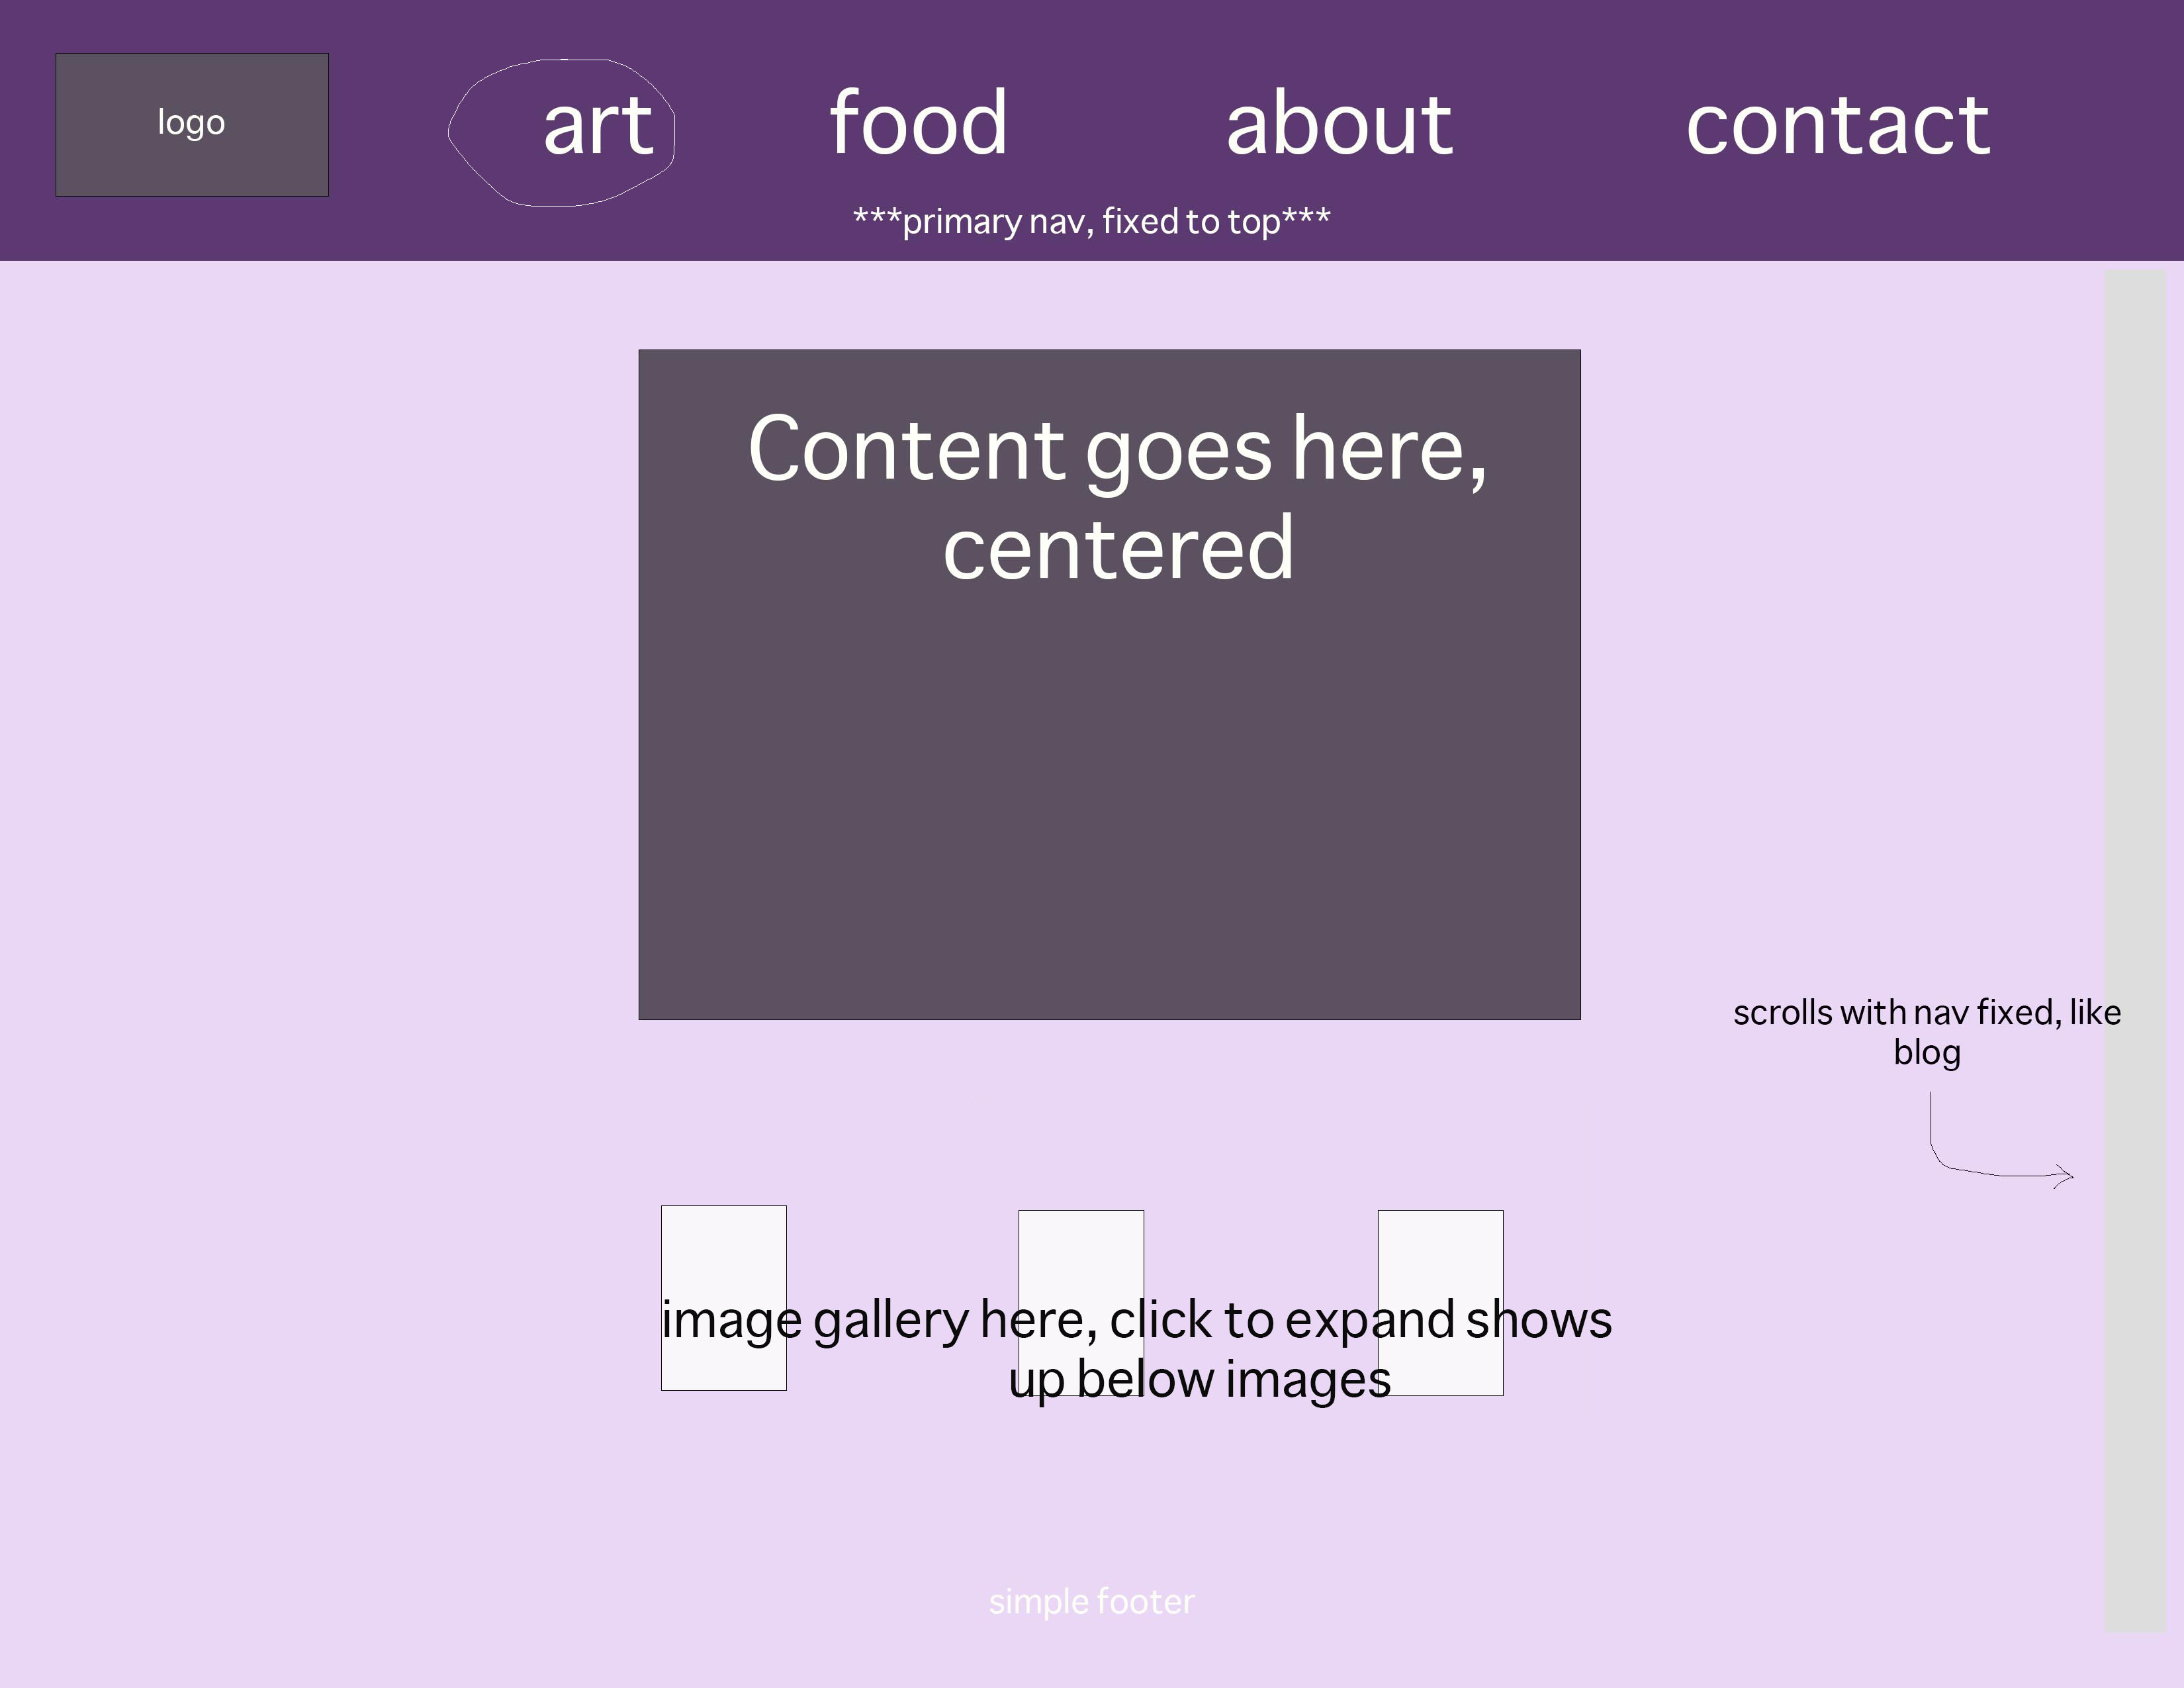 logo
art
food
about
contact
***primary nav, fixed to top***
Content goes here,
centered
scrolls with nav fixed, like
blog
image gallery here, click to expand shows
up below images
simple footer